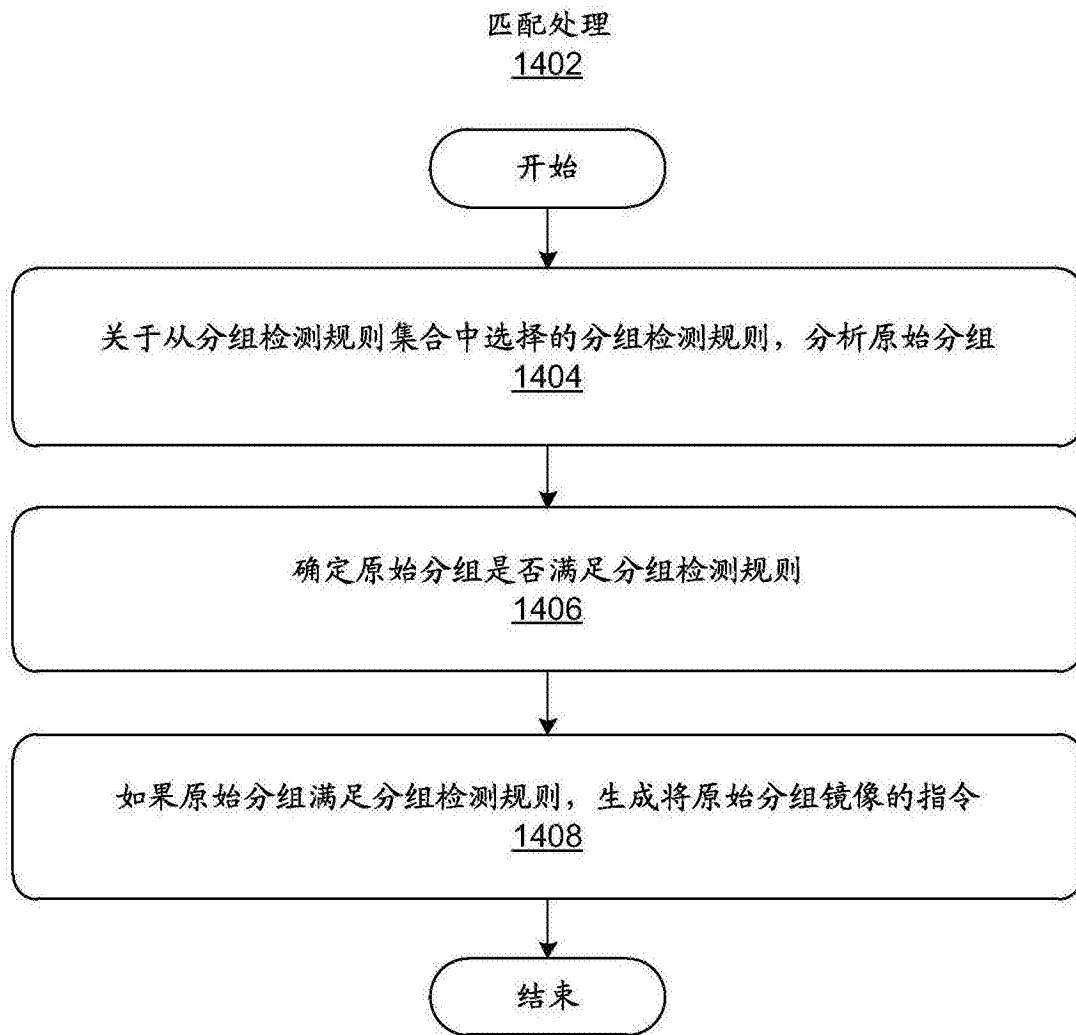 匹配处理
1402
开始
关于从分组检测规则集合中选择的分组检测规则，分析原始分组
1404
确定原始分组是否满足分组检测规则
1406
如果原始分组满足分组检测规则，生成将原始分组镜像的指令
1408
结束